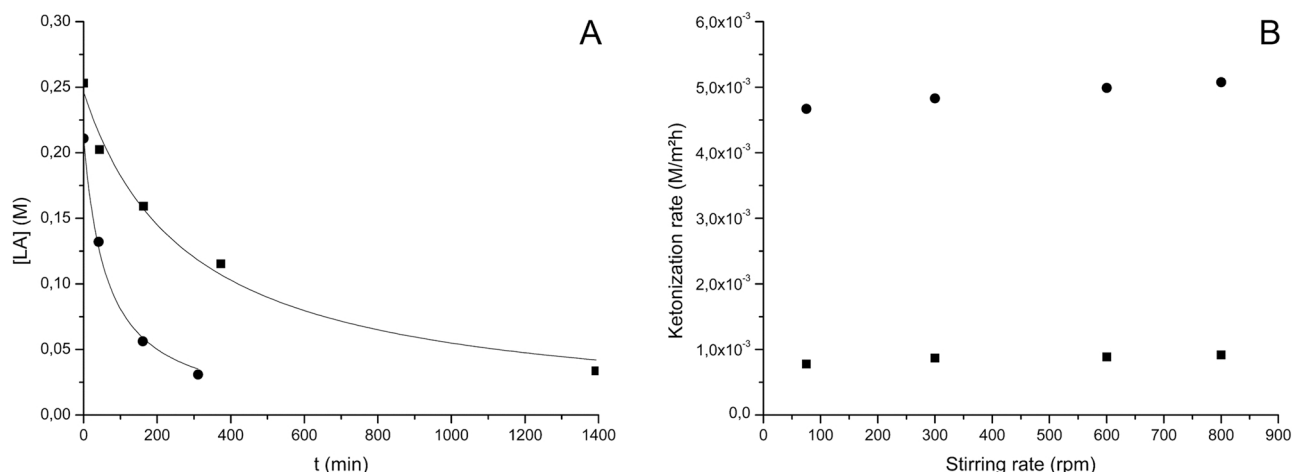 A
0,30
0,25
0,20
0,15
0,10
0,05
0,00
[LA] (M)
0 200 400 600 800 1000 1200 1400
t (min)
B
6,0x10⁻³
5,0x10⁻³
4,0x10⁻³
3,0x10⁻³
2,0x10⁻³
1,0x10⁻³
0,0
Ketonization rate (M/m²h)
0 100 200 300 400 500 600 700 800 900
Stirring rate (rpm)